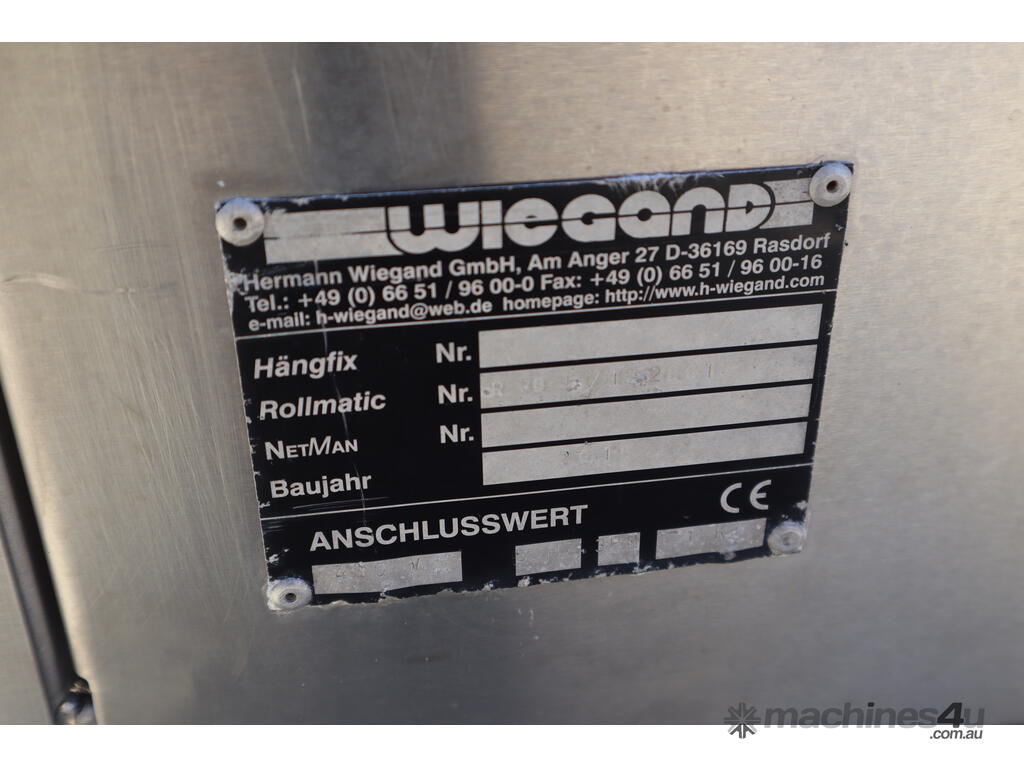 WIEGAND
Hermann Wiegand GmbH, Am Anger 27 D-36169 Rasdorf
Tel.: +49 (0) 66 51 / 96 00-0 Fax: +49 (0) 66 51 / 96 00-16
e-mail: h-wiegand@web.de homepage: http://www.h-wiegand.com
Hängfix Nr.
Rollmatic Nr.
NETMAN Nr.
Baujahr
ANSCHLUSSWERT CE
machines4u
.com.au